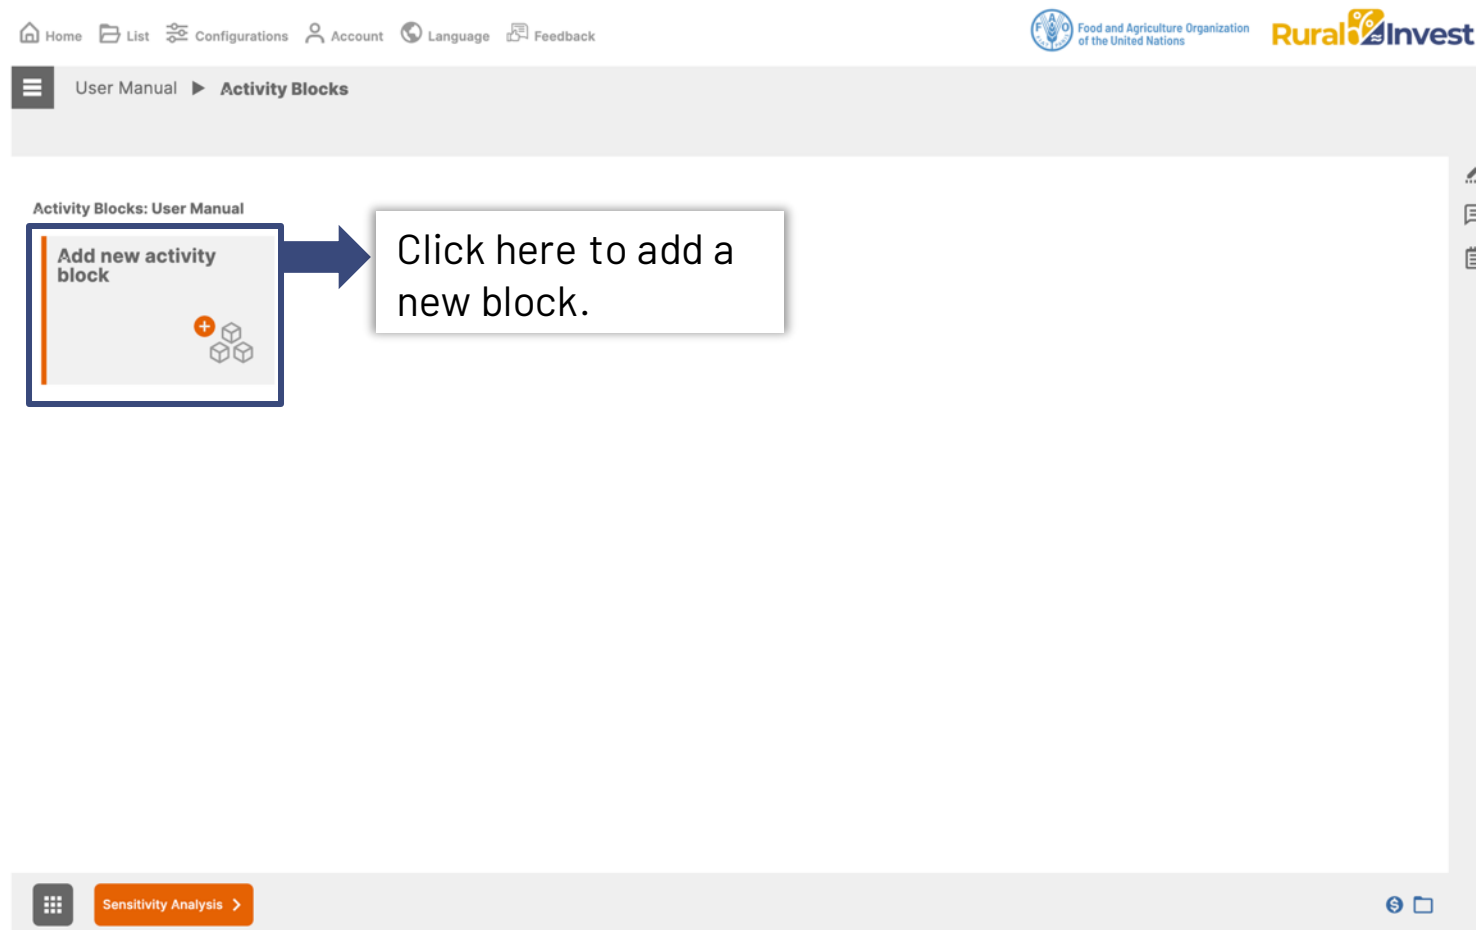 Home List Configurations Account Language Feedback
FAO
Food and Agriculture Organization
of the United Nations
RuralInvest
User Manual ▶ Activity Blocks
Activity Blocks: User Manual
Add new activity
block
Click here to add a
new block.
Sensitivity Analysis >